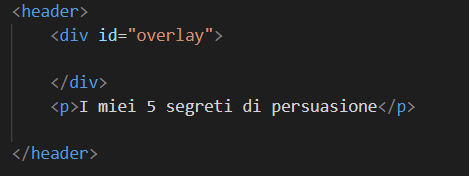 <header>
<div id="overlay">
</div>
<p>I miei 5 segreti di persuasione</p>
</header>